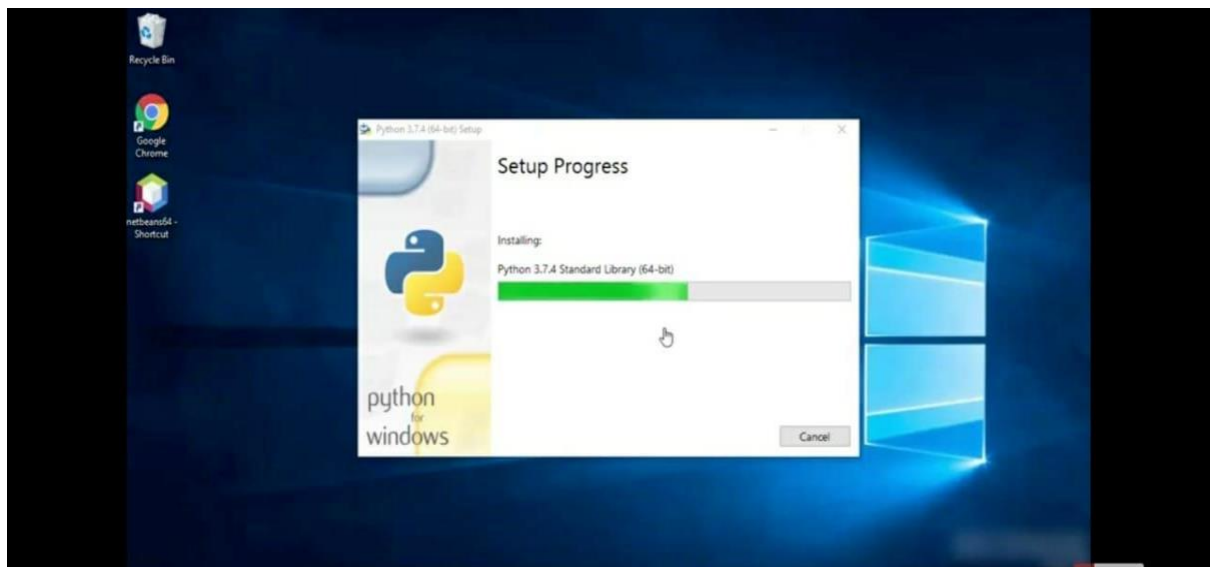 Recycle Bin
Google
Chrome
netbeans64 -
Shortcut
Python 3.7.4 (64-bit) Setup
Setup Progress
Installing:
Python 3.7.4 Standard Library (64-bit)
python
for
windows
Cancel